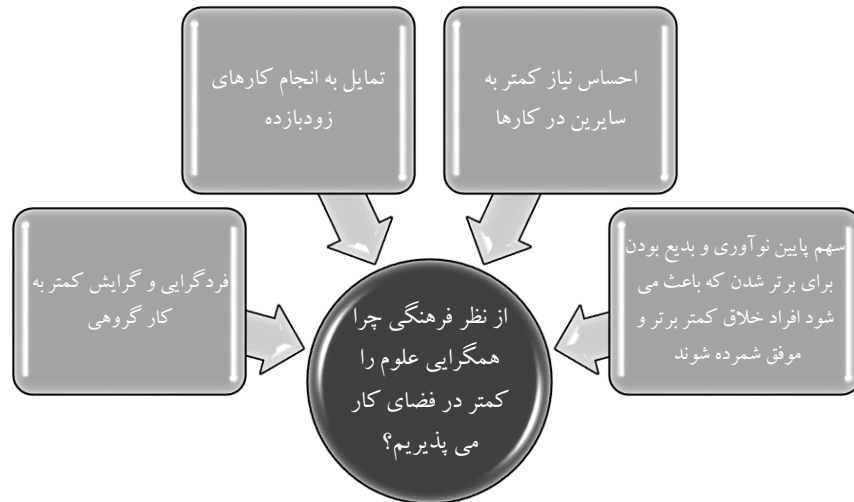 احساس نیاز کمتر به
سایرین در کارها
تمایل به انجام کارهای
زودبازده
سهم پایین نوآوری و بدیع بودن
برای برتر شدن که باعث می
شود افراد خلاق کمتر برتر و
موفق شمرده شوند
فردگرایی و گرایش کمتر به
کار گروهی
از نظر فرهنگی چرا
همگرایی علوم را
کمتر در فضای کار
می پذیریم؟